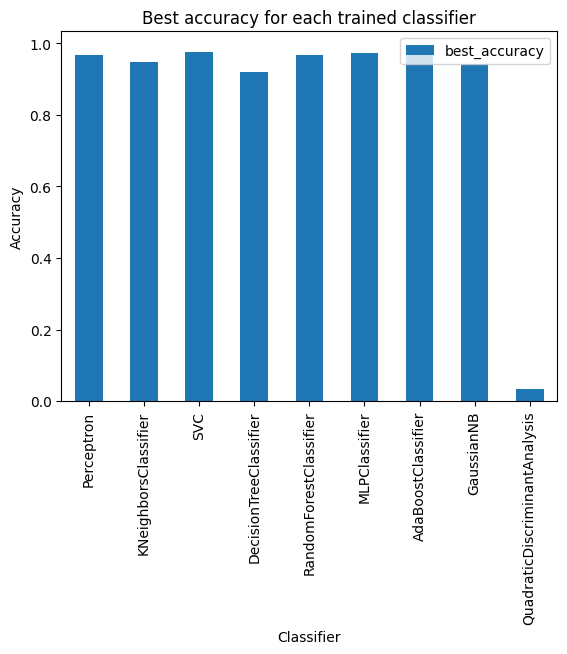 Best accuracy for each trained classifier
best_accuracy
Accuracy
1.0
0.8
0.6
0.4
0.2
0.0
Perceptron
KNeighborsClassifier
SVC
DecisionTreeClassifier
RandomForestClassifier
MLPClassifier
AdaBoostClassifier
GaussianNB
QuadraticDiscriminantAnalysis
Classifier